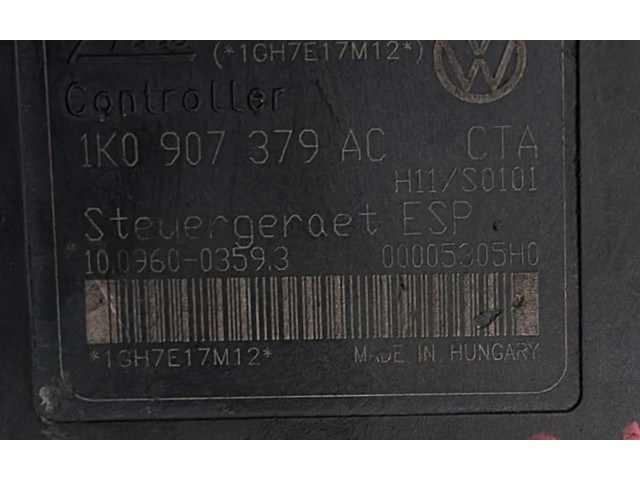 (*1GH7E17M12*)
Controller
1K0 907 379 AC CTA
H11/S0101
Steuergeraet ESP
10.0960-0359.3 00005305H0
*1GH7E17M12* MADE IN HUNGARY